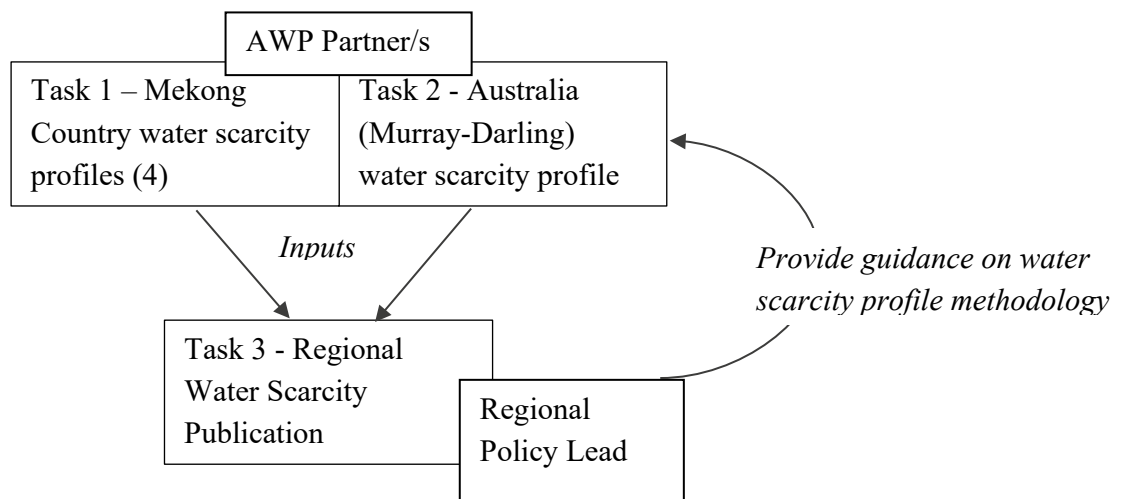 AWP Partner/s
Task 1 – Mekong
Country water scarcity
profiles (4)
Task 2 - Australia
(Murray-Darling)
water scarcity profile
Inputs
Provide guidance on water
scarcity profile methodology
Task 3 - Regional
Water Scarcity
Publication
Regional
Policy Lead